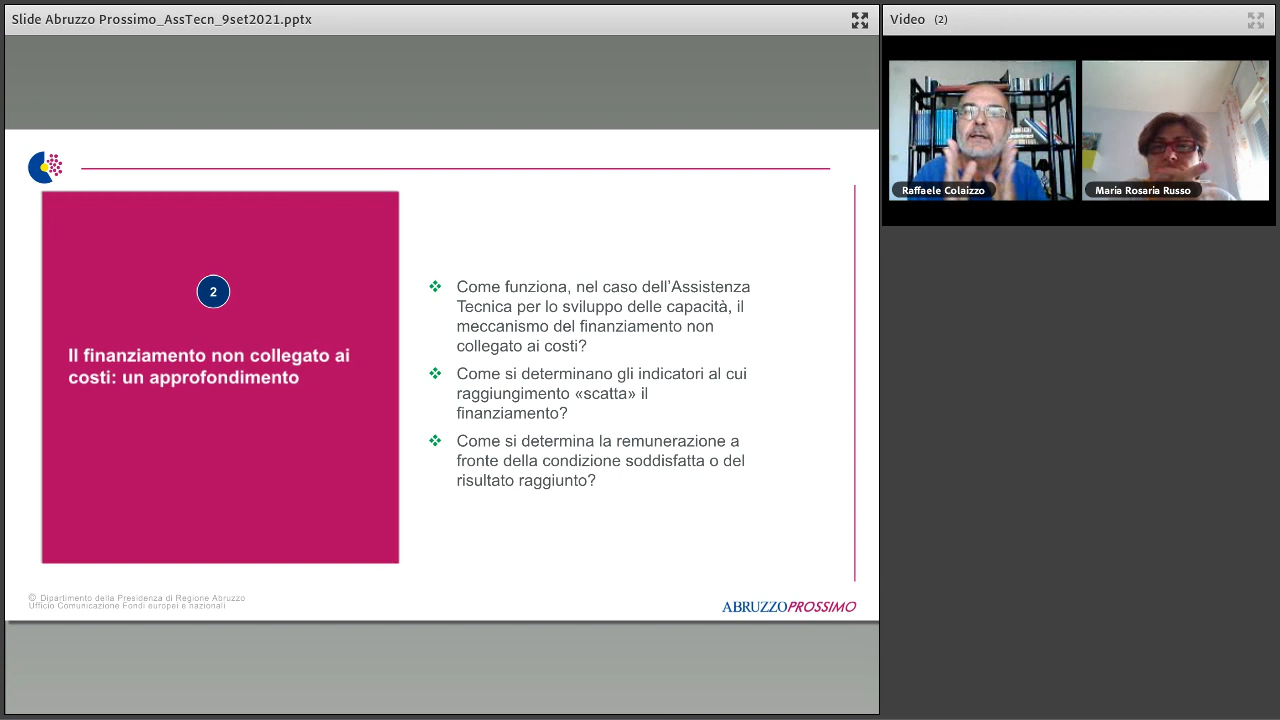 Slide Abruzzo Prossimo_AssTecn_9set2021.pptx
Video (2)
Raffaele Colaizzo
Maria Rosaria Russo
2
Il finanziamento non collegato ai
costi: un approfondimento
Come funziona, nel caso dell'Assistenza
Tecnica per lo sviluppo delle capacità, il
meccanismo del finanziamento non
collegato ai costi?
Come si determinano gli indicatori al cui
raggiungimento «scatta» il
finanziamento?
Come si determina la remunerazione a
fronte della condizione soddisfatta o del
risultato raggiunto?
© Dipartimento della Presidenza di Regione Abruzzo
Ufficio Comunicazione Fondi europei e nazionali
ABRUZZOPROSSIMO